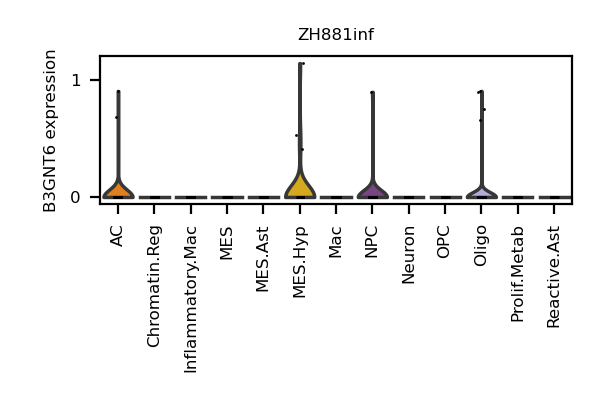 ZH881inf
B3GNT6 expression
1
0
AC
Chromatin.Reg
Inflammatory.Mac
MES
MES.Ast
MES.Hyp
Mac
NPC
Neuron
OPC
Oligo
Prolif.Metab
Reactive.Ast